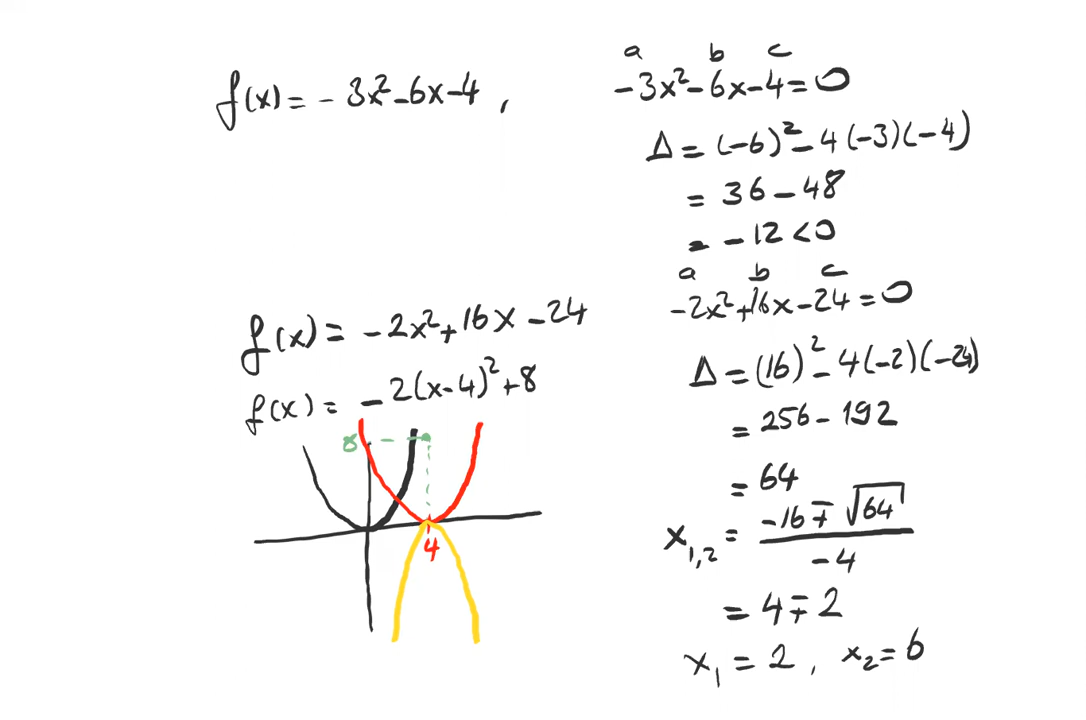 f(x) = - 3x² - 6x - 4 ,
a b c
-3x² - 6x - 4 = 0
Δ = (-6)² - 4(-3)(-4)
= 36 - 48
= - 12 < 0
f(x) = -2x² + 16x - 24
f(x) = -2(x-4)² + 8
8
4
a b c
-2x² + 16x - 24 = 0
Δ = (16)² - 4(-2)(-24)
= 256 - 192
= 64
x₁,₂ = (-16 ∓ √64) / -4
= 4 ∓ 2
x₁ = 2 , x₂ = 6